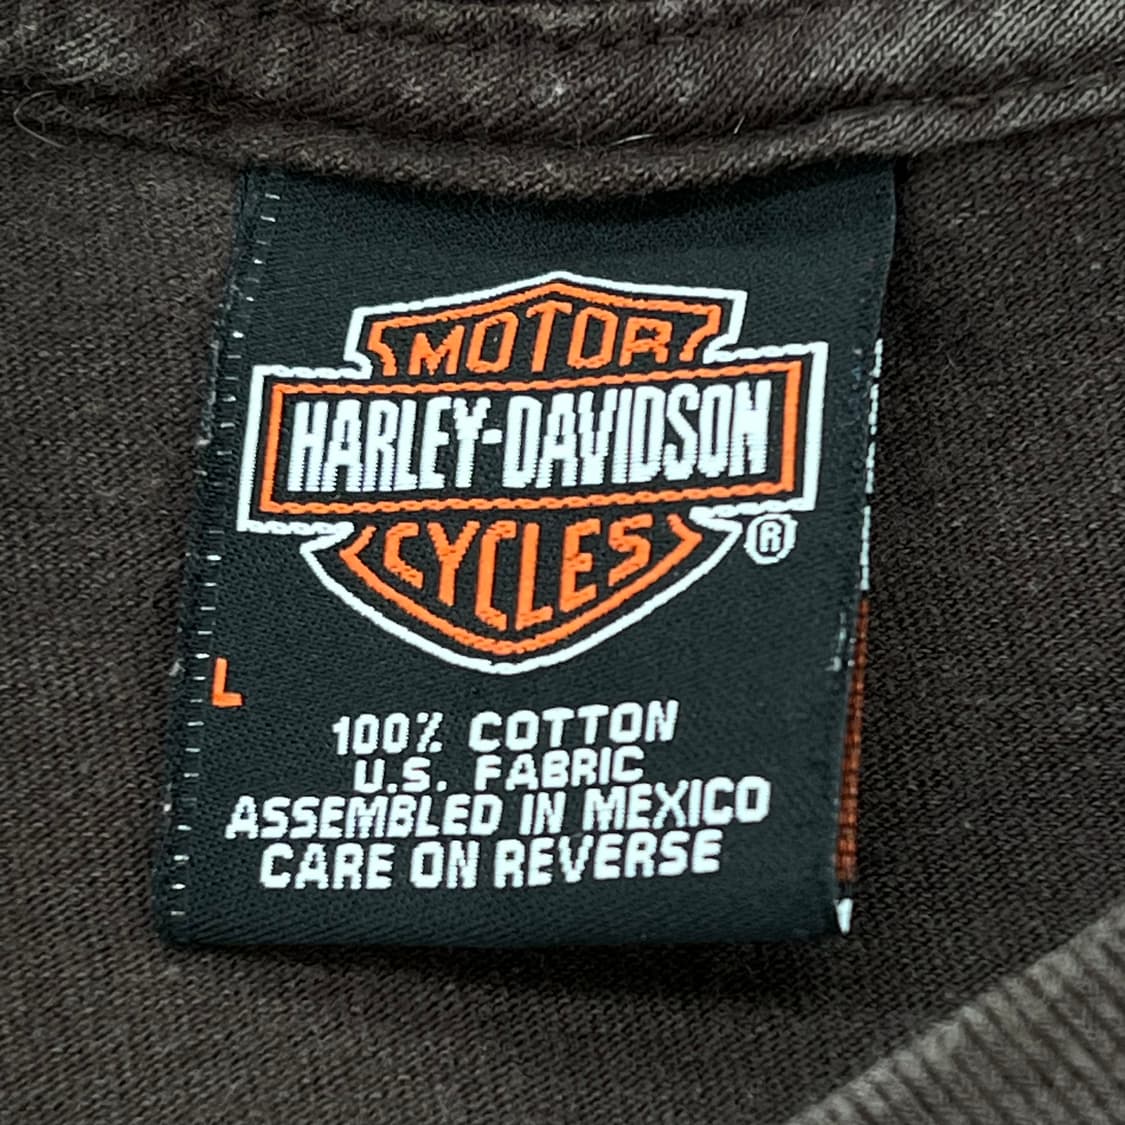 MOTOR
HARLEY-DAVIDSON
CYCLES
®
L
100% COTTON
U.S. FABRIC
ASSEMBLED IN MEXICO
CARE ON REVERSE